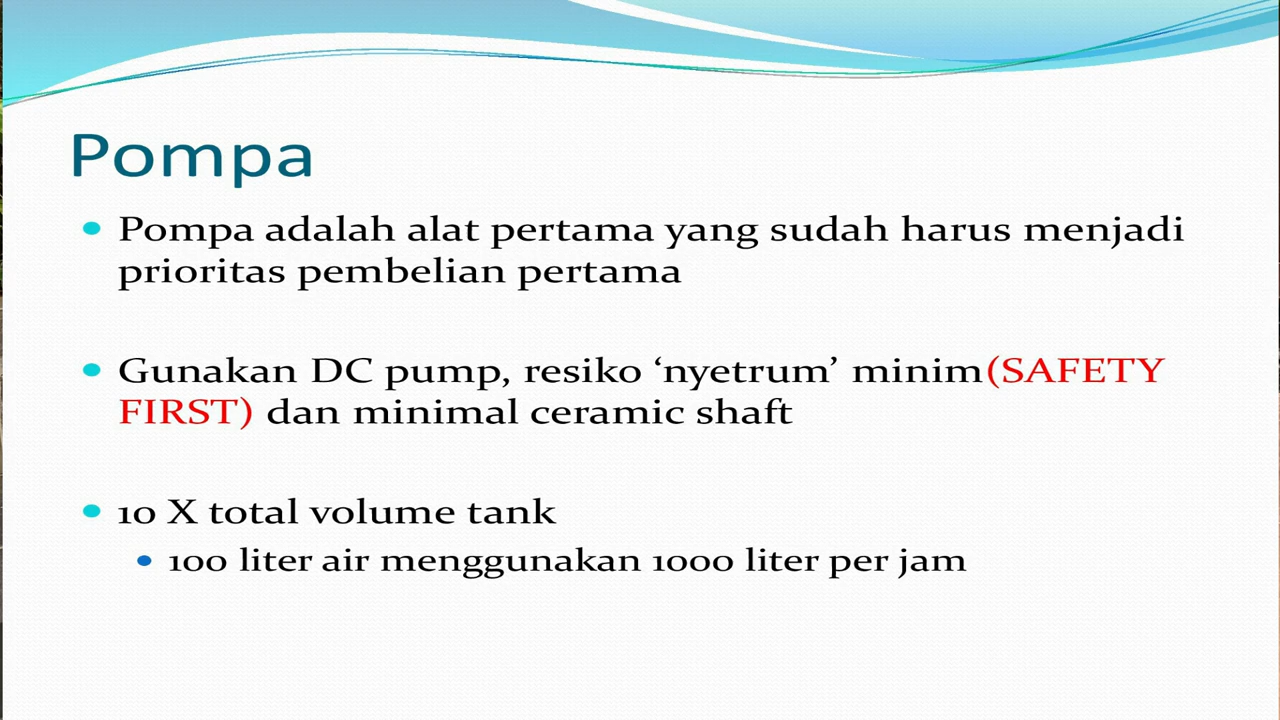 Pompa
Pompa adalah alat pertama yang sudah harus menjadi
prioritas pembelian pertama
Gunakan DC pump, resiko ‘nyetrum’ minim(SAFETY
FIRST) dan minimal ceramic shaft
10 X total volume tank
100 liter air menggunakan 1000 liter per jam